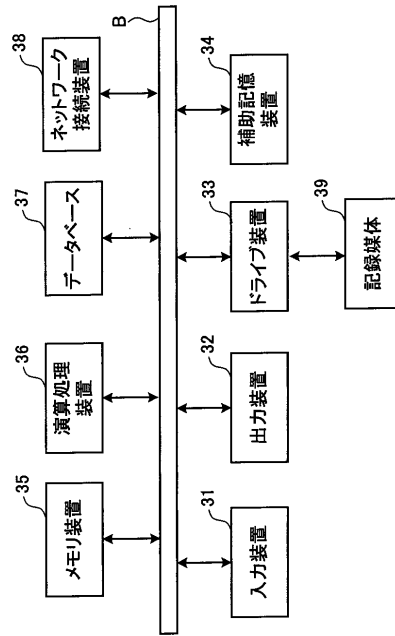 35
メモリ装置
36
演算処理
装置
37
データベース
38
ネットワーク
接続装置
B
31
入力装置
32
出力装置
33
ドライブ装置
34
補助記憶
装置
39
記録媒体